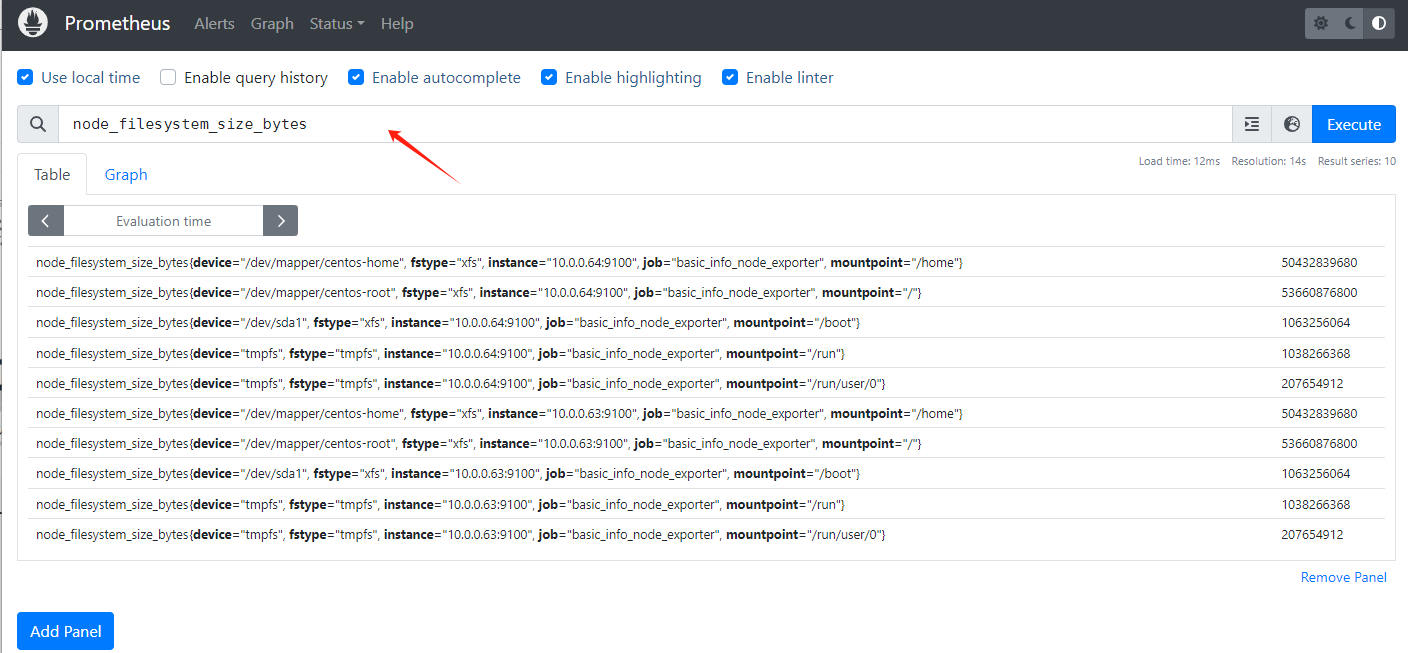 Prometheus Alerts Graph Status Help
Use local time Enable query history Enable autocomplete Enable highlighting Enable linter
node_filesystem_size_bytes Execute
Load time: 12ms Resolution: 14s Result series: 10
Table Graph
Evaluation time
node_filesystem_size_bytes{device="/dev/mapper/centos-home", fstype="xfs", instance="10.0.0.64:9100", job="basic_info_node_exporter", mountpoint="/home"} 50432839680
node_filesystem_size_bytes{device="/dev/mapper/centos-root", fstype="xfs", instance="10.0.0.64:9100", job="basic_info_node_exporter", mountpoint="/"} 53660876800
node_filesystem_size_bytes{device="/dev/sda1", fstype="xfs", instance="10.0.0.64:9100", job="basic_info_node_exporter", mountpoint="/boot"} 1063256064
node_filesystem_size_bytes{device="tmpfs", fstype="tmpfs", instance="10.0.0.64:9100", job="basic_info_node_exporter", mountpoint="/run"} 1038266368
node_filesystem_size_bytes{device="tmpfs", fstype="tmpfs", instance="10.0.0.64:9100", job="basic_info_node_exporter", mountpoint="/run/user/0"} 207654912
node_filesystem_size_bytes{device="/dev/mapper/centos-home", fstype="xfs", instance="10.0.0.63:9100", job="basic_info_node_exporter", mountpoint="/home"} 50432839680
node_filesystem_size_bytes{device="/dev/mapper/centos-root", fstype="xfs", instance="10.0.0.63:9100", job="basic_info_node_exporter", mountpoint="/"} 53660876800
node_filesystem_size_bytes{device="/dev/sda1", fstype="xfs", instance="10.0.0.63:9100", job="basic_info_node_exporter", mountpoint="/boot"} 1063256064
node_filesystem_size_bytes{device="tmpfs", fstype="tmpfs", instance="10.0.0.63:9100", job="basic_info_node_exporter", mountpoint="/run"} 1038266368
node_filesystem_size_bytes{device="tmpfs", fstype="tmpfs", instance="10.0.0.63:9100", job="basic_info_node_exporter", mountpoint="/run/user/0"} 207654912
Remove Panel
Add Panel